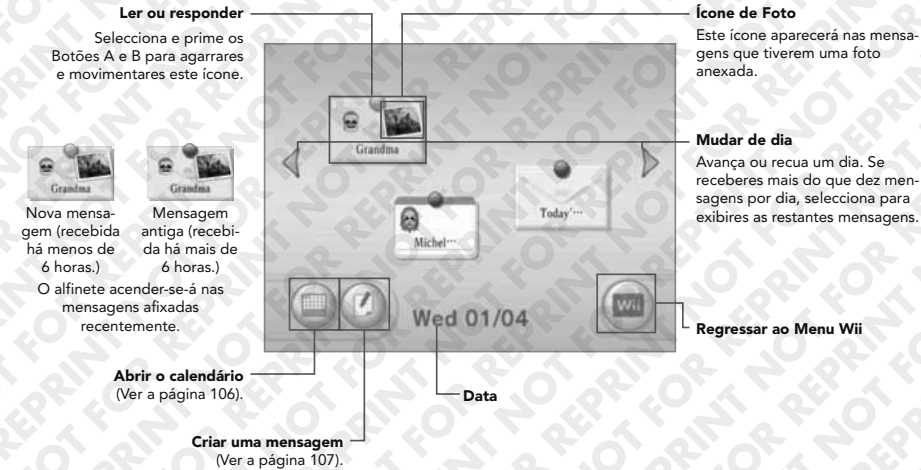 Ler ou responder
Selecciona e prime os
Botões A e B para agarrares
e movimentares este ícone.
Grandma
Grandma
Nova mensa-
gem (recebida
há menos de
6 horas.)
Mensagem
antiga (recebi-
da há mais de
6 horas.)
O alfinete acender-se-á nas
mensagens afixadas
recentemente.
Grandma
Michel...
Today'...
Wii
Wed 01/04
Ícone de Foto
Este ícone aparecerá nas mensa-
gens que tiverem uma foto
anexada.
Mudar de dia
Avança ou recua um dia. Se
receberes mais do que dez men-
sagens por dia, selecciona para
exibires as restantes mensagens.
Regressar ao Menu Wii
Abrir o calendário
(Ver a página 106).
Data
Criar uma mensagem
(Ver a página 107).
NOT FOR REPRINT